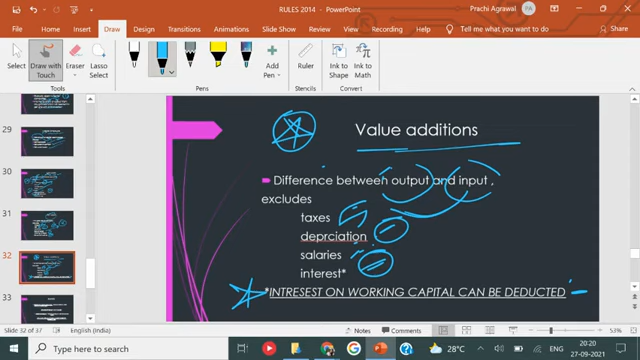 RULES 2014 - PowerPoint
Prachi Agrawal
PA
File Home Insert Draw Design Transitions Animations Slide Show Review View Help Tell me what you want to do
Share
Select
Draw with Touch
Eraser
Lasso Select
Add Pen
Ruler
Ink to Shape
Ink to Math
Tools
Pens
Stencils
Convert
29
30
31
32
33
Value additions
Difference between output and input ,
excludes
taxes
deprciation
salaries
interest*
*INTRESEST ON WORKING CAPITAL CAN BE DEDUCTED
Slide 32 of 37
English (India)
Notes
Comments
53%
Type here to search
28°C
ENG
20:20
27-09-2021